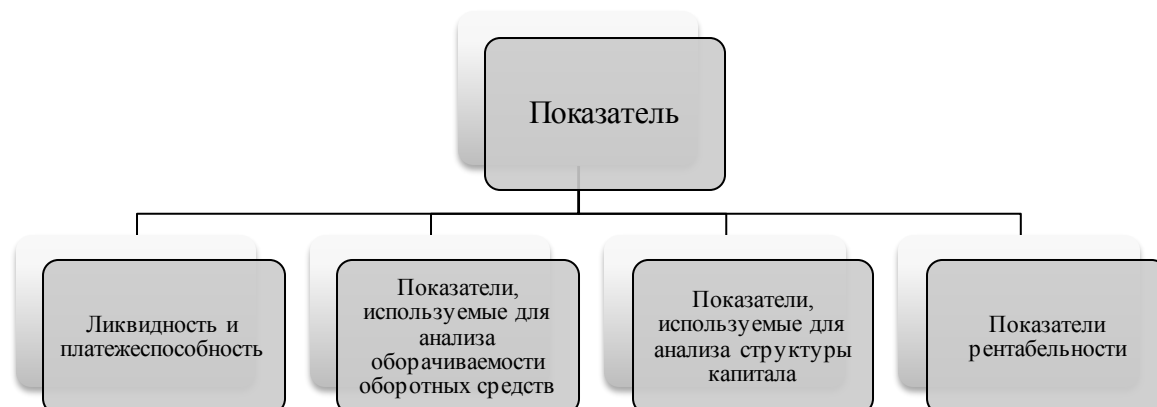 Показатель
Ликвидность и
платежеспособность
Показатели,
используемые для
анализа
оборачиваемости
оборотных средств
Показатели,
используемые для
анализа структуры
капитала
Показатели
рентабельности